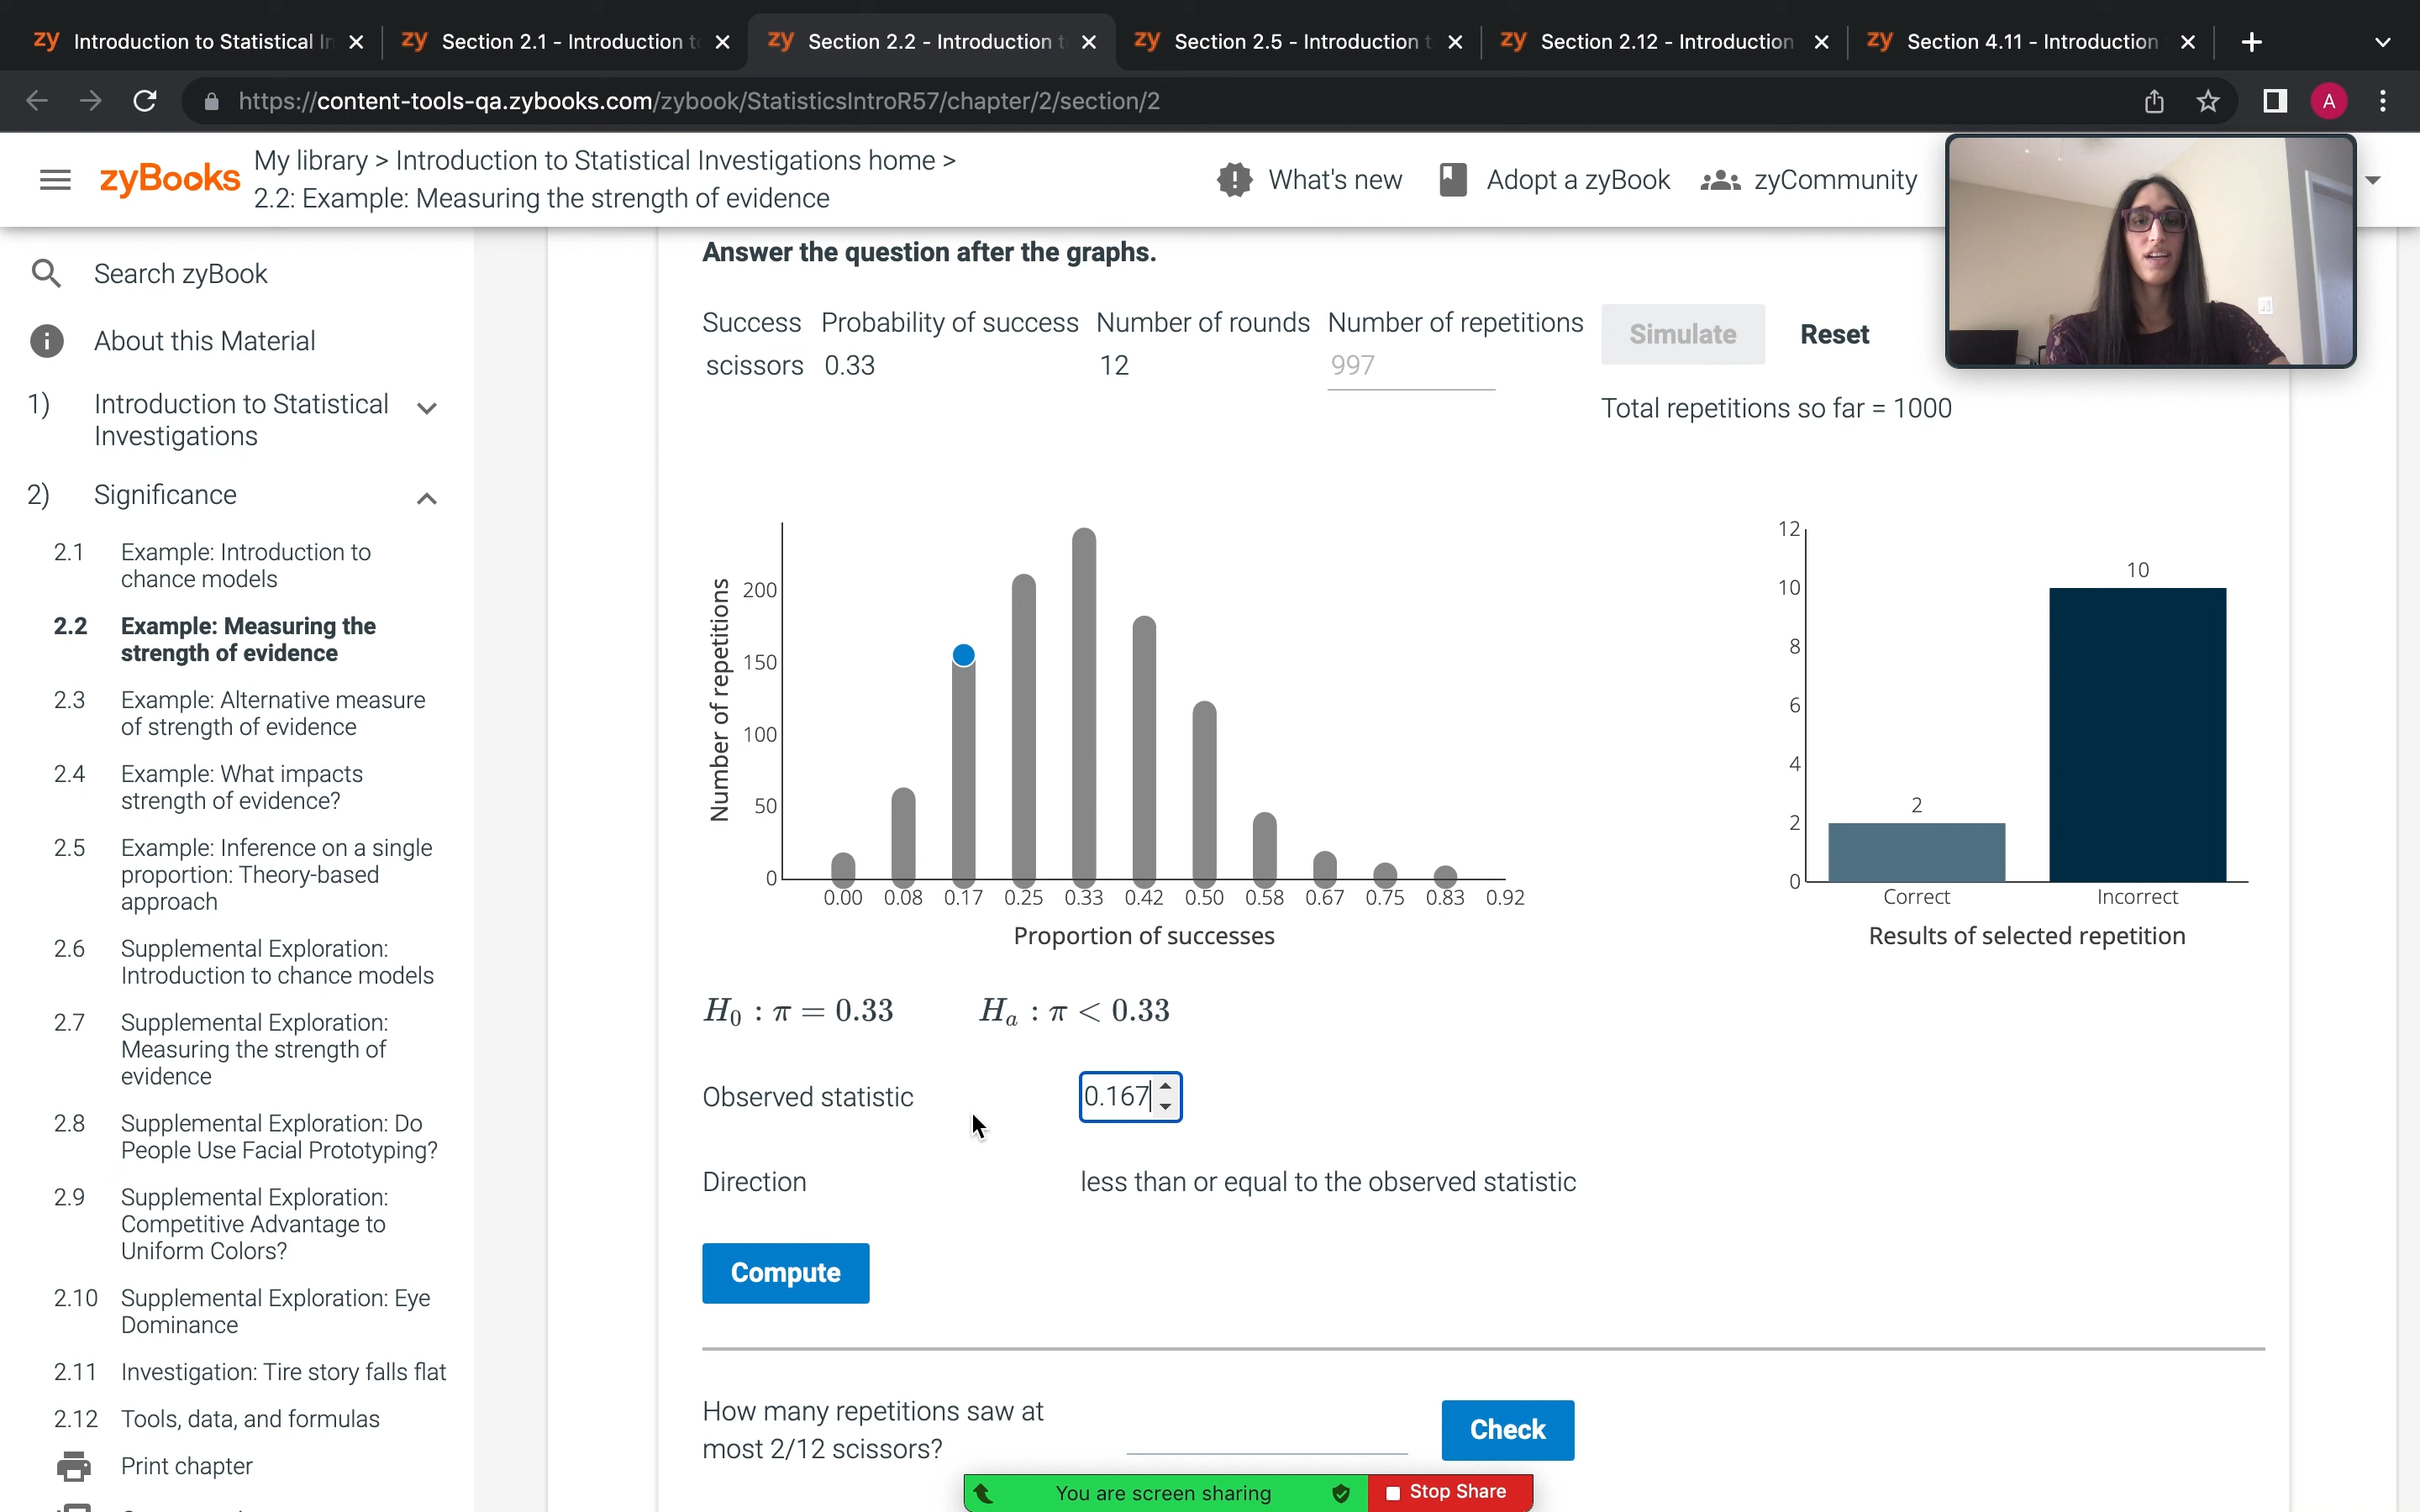 Introduction to Statistical In
Section 2.1 - Introduction to
Section 2.2 - Introduction t
Section 2.5 - Introduction t
Section 2.12 - Introduction
Section 4.11 - Introduction
https://content-tools-qa.zybooks.com/zybook/StatisticsIntroR57/chapter/2/section/2
A
zyBooks
My library > Introduction to Statistical Investigations home >
2.2: Example: Measuring the strength of evidence
What's new
Adopt a zyBook
zyCommunity
Search zyBook
About this Material
1) Introduction to Statistical
Investigations
2) Significance
2.1 Example: Introduction to
chance models
2.2 Example: Measuring the
strength of evidence
2.3 Example: Alternative measure
of strength of evidence
2.4 Example: What impacts
strength of evidence?
2.5 Example: Inference on a single
proportion: Theory-based
approach
2.6 Supplemental Exploration:
Introduction to chance models
2.7 Supplemental Exploration:
Measuring the strength of
evidence
2.8 Supplemental Exploration: Do
People Use Facial Prototyping?
2.9 Supplemental Exploration:
Competitive Advantage to
Uniform Colors?
2.10 Supplemental Exploration: Eye
Dominance
2.11 Investigation: Tire story falls flat
2.12 Tools, data, and formulas
Print chapter
Answer the question after the graphs.
Success Probability of success Number of rounds Number of repetitions
scissors 0.33 12 997
Simulate
Reset
Total repetitions so far = 1000
Number of repetitions
200
150
100
50
0
0.00 0.08 0.17 0.25 0.33 0.42 0.50 0.58 0.67 0.75 0.83 0.92
Proportion of successes
12
10
8
6
4
2
0
2
10
Correct Incorrect
Results of selected repetition
H₀ : π = 0.33 Hₐ : π < 0.33
Observed statistic 0.167
Direction less than or equal to the observed statistic
Compute
How many repetitions saw at
most 2/12 scissors?
Check
You are screen sharing
Stop Share